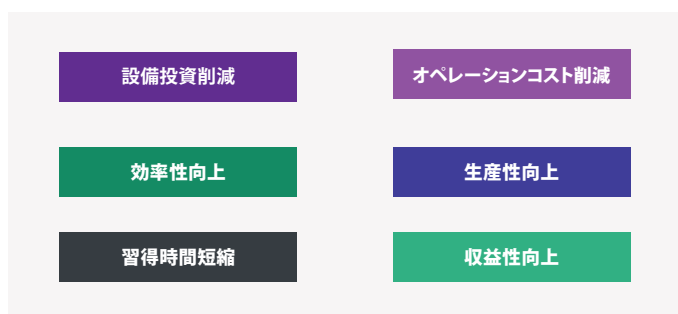 設備投資削減
オペレーションコスト削減
効率性向上
生産性向上
習得時間短縮
収益性向上